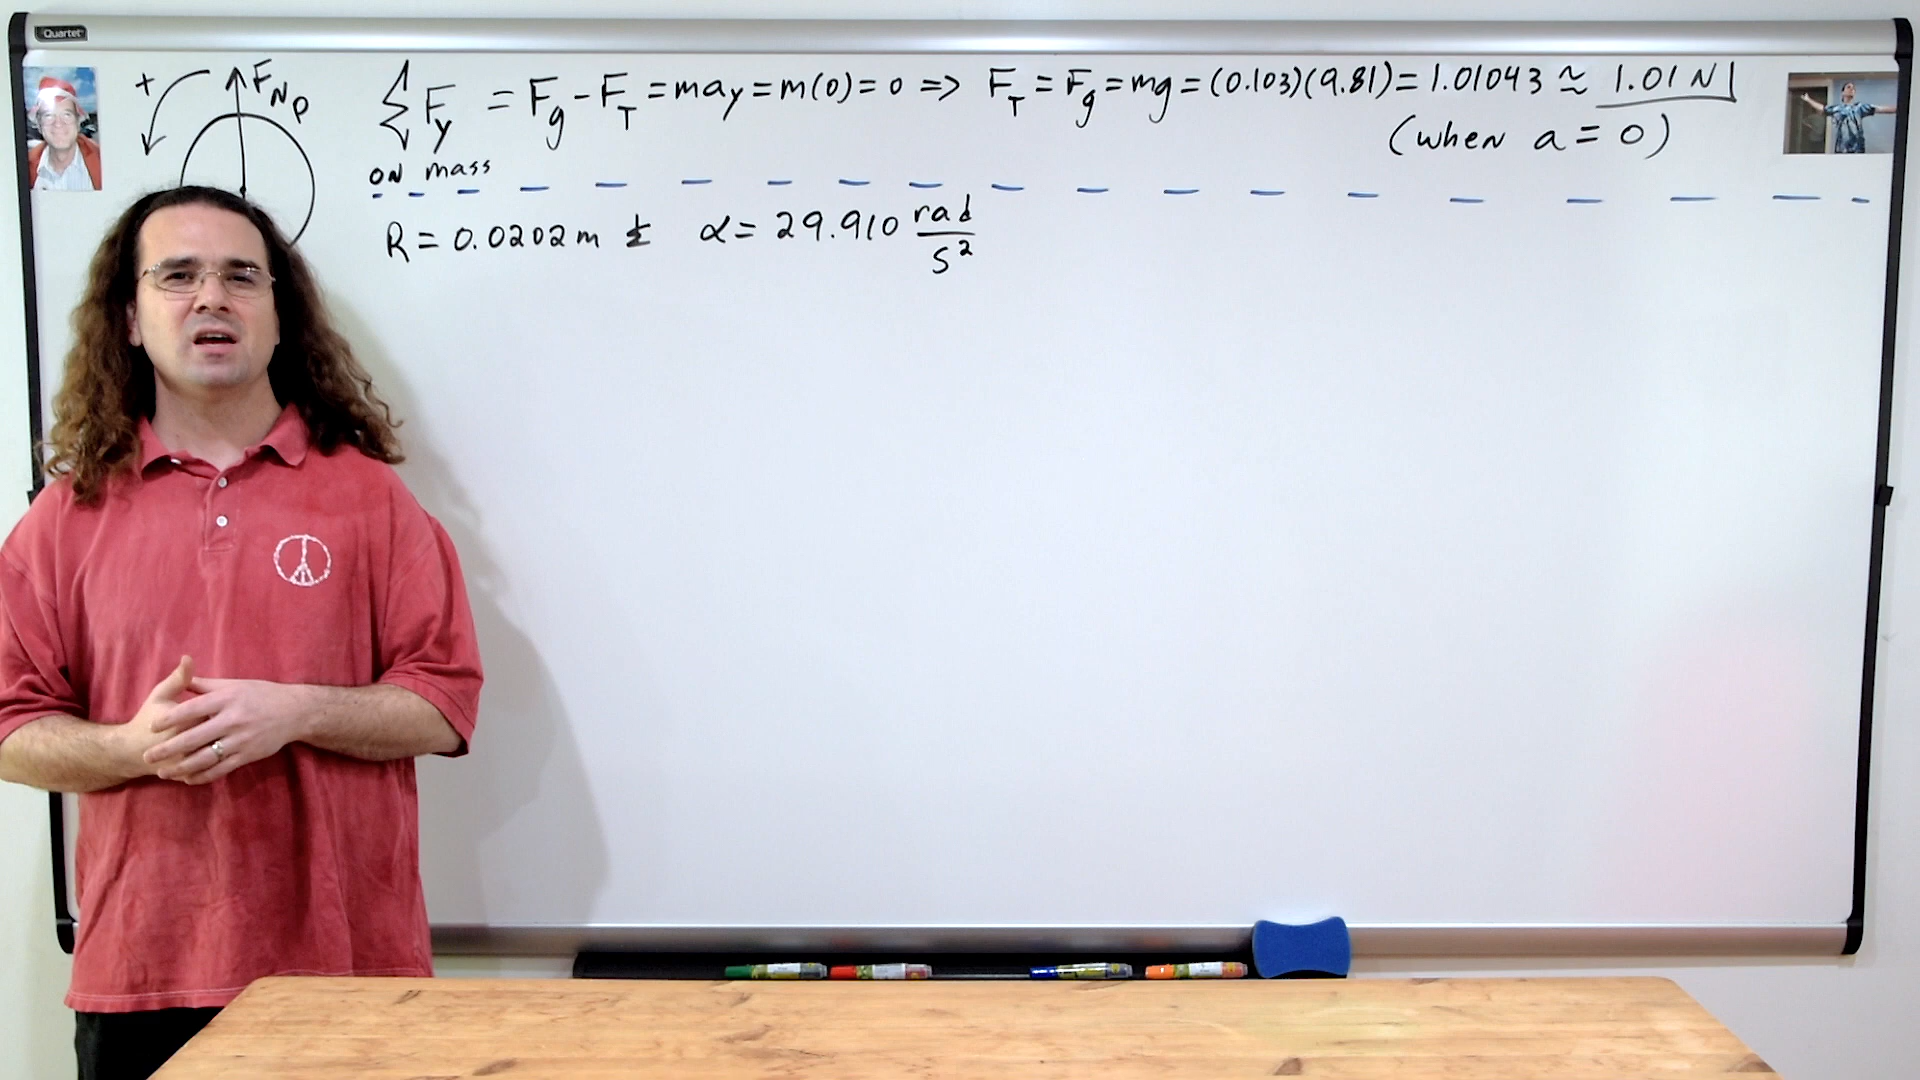 Quartet
+ F_N_P
ΣF_y = F_g - F_T = ma_y = m(0) = 0 => F_T = F_g = mg = (0.103)(9.81) = 1.01043 ≈ 1.01 N
on mass
(when a = 0)
R = 0.0202 m & α = 29.910 rad/s²